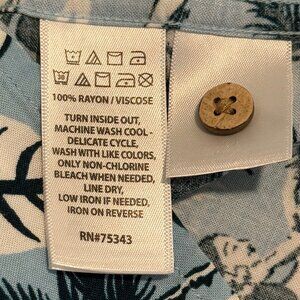 100% RAYON / VISCOSE
TURN INSIDE OUT,
MACHINE WASH COOL -
DELICATE CYCLE,
WASH WITH LIKE COLORS,
ONLY NON-CHLORINE
BLEACH WHEN NEEDED,
LINE DRY,
LOW IRON IF NEEDED,
IRON ON REVERSE
RN#75343